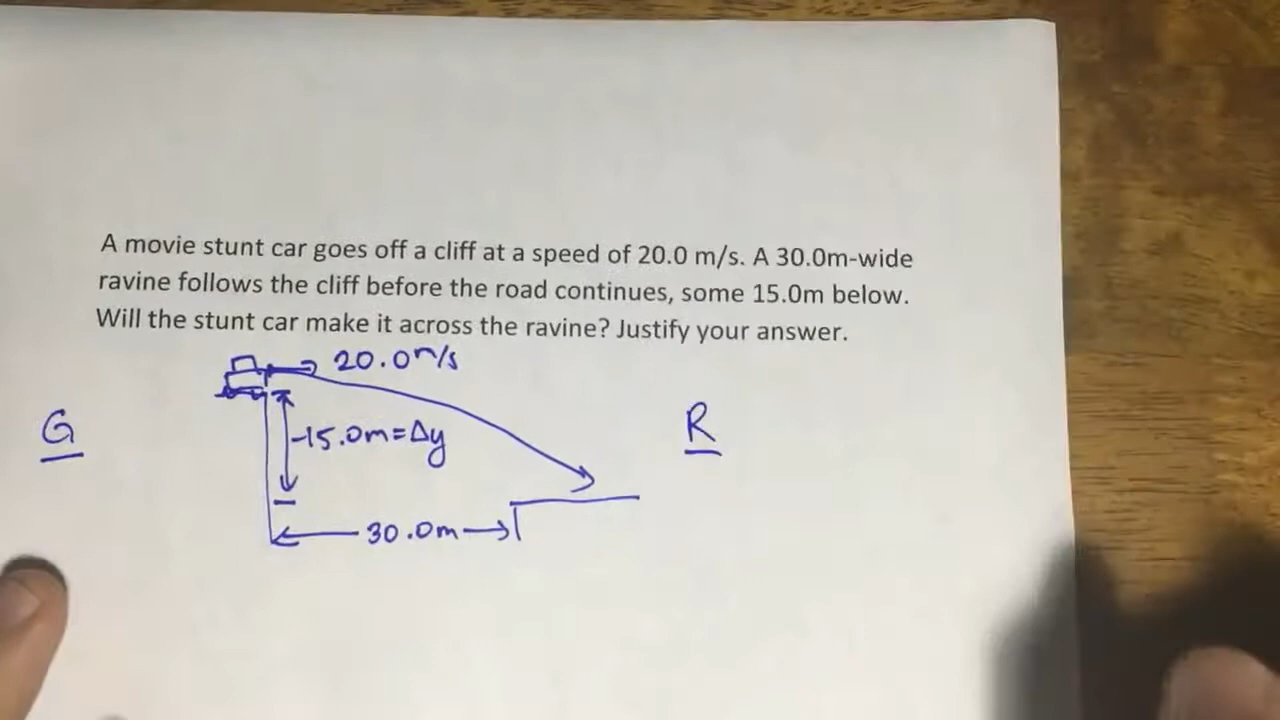 A movie stunt car goes off a cliff at a speed of 20.0 m/s. A 30.0m-wide
ravine follows the cliff before the road continues, some 15.0m below.
Will the stunt car make it across the ravine? Justify your answer.
20.0m/s
G
-15.0m=Δy
R
30.0m